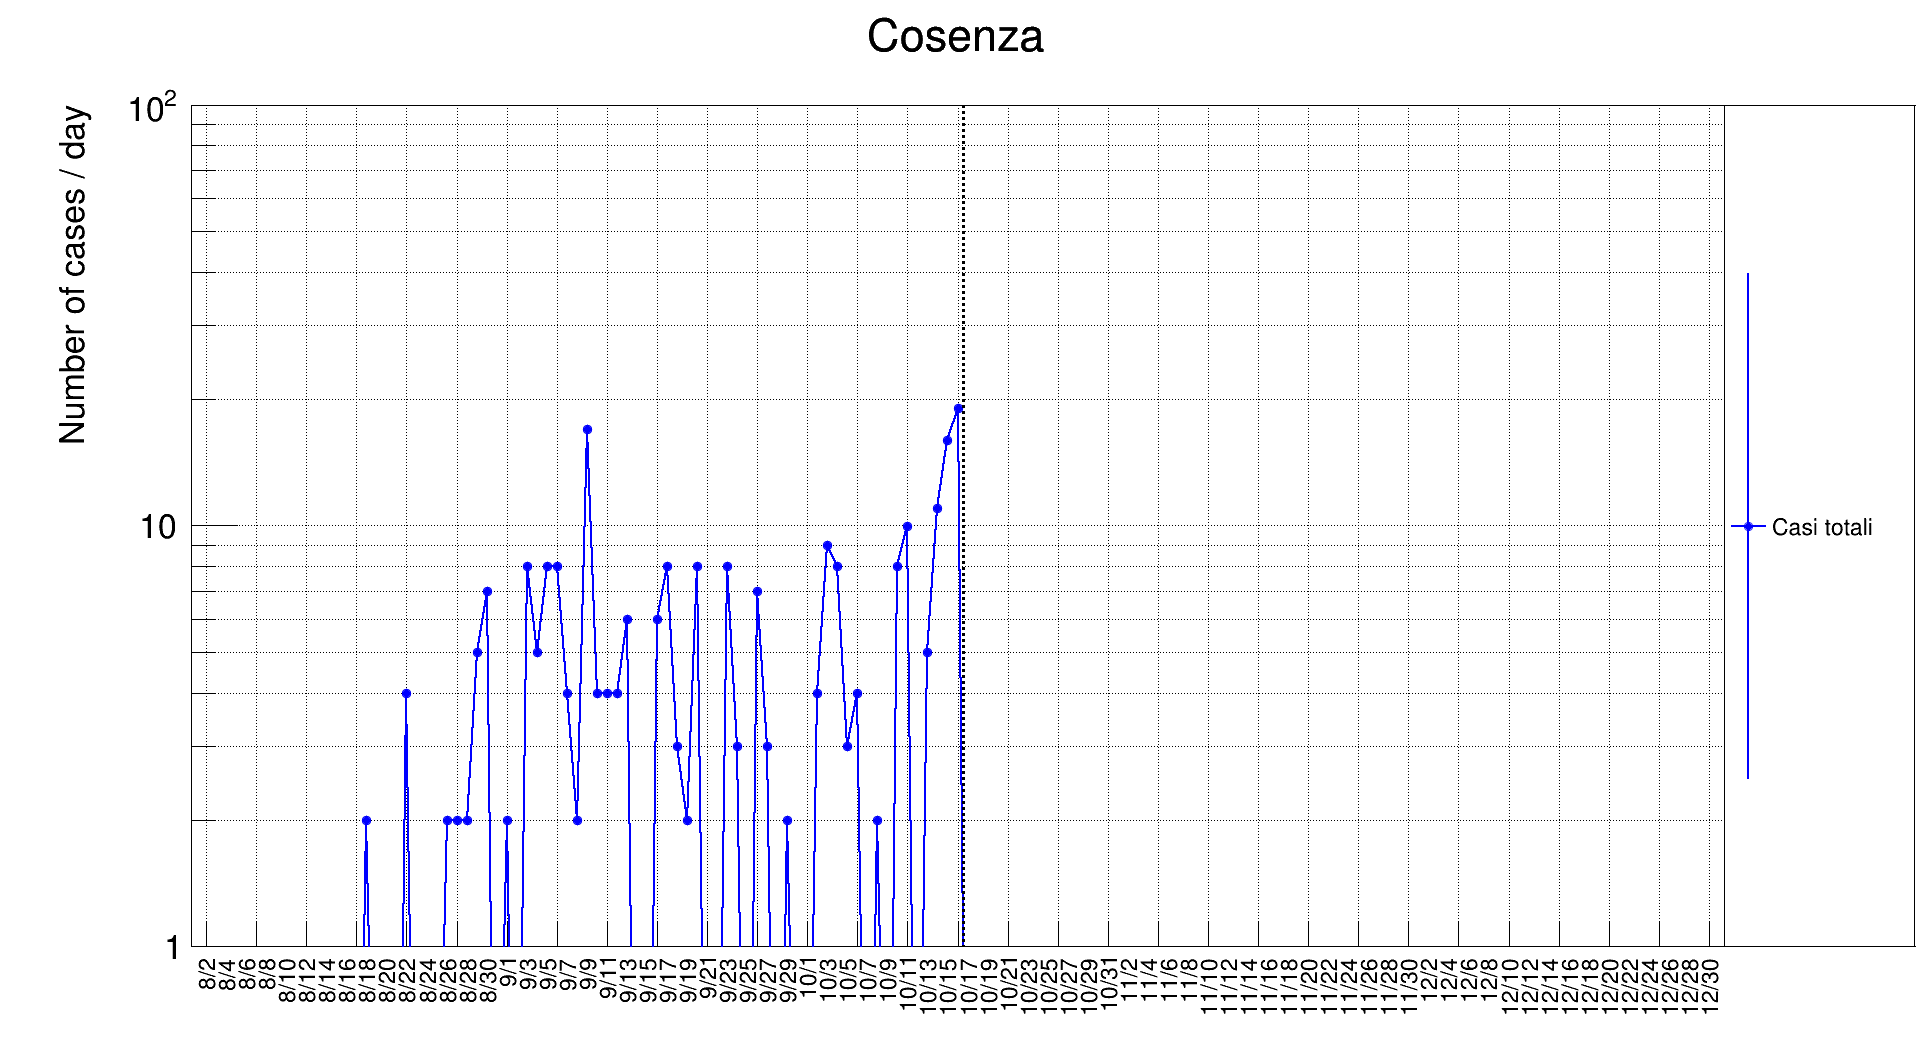 Cosenza
Number of cases / day
10²
10
1
Casi totali
8/2 8/4 8/6 8/8 8/10 8/12 8/14 8/16 8/18 8/20 8/22 8/24 8/26 8/28 8/30 9/1 9/3 9/5 9/7 9/9 9/11 9/13 9/15 9/17 9/19 9/21 9/23 9/25 9/27 9/29 10/1 10/3 10/5 10/7 10/9 10/11 10/13 10/15 10/17 10/19 10/21 10/23 10/25 10/27 10/29 10/31 11/2 11/4 11/6 11/8 11/10 11/12 11/14 11/16 11/18 11/20 11/22 11/24 11/26 11/28 11/30 12/2 12/4 12/6 12/8 12/10 12/12 12/14 12/16 12/18 12/20 12/22 12/24 12/26 12/28 12/30